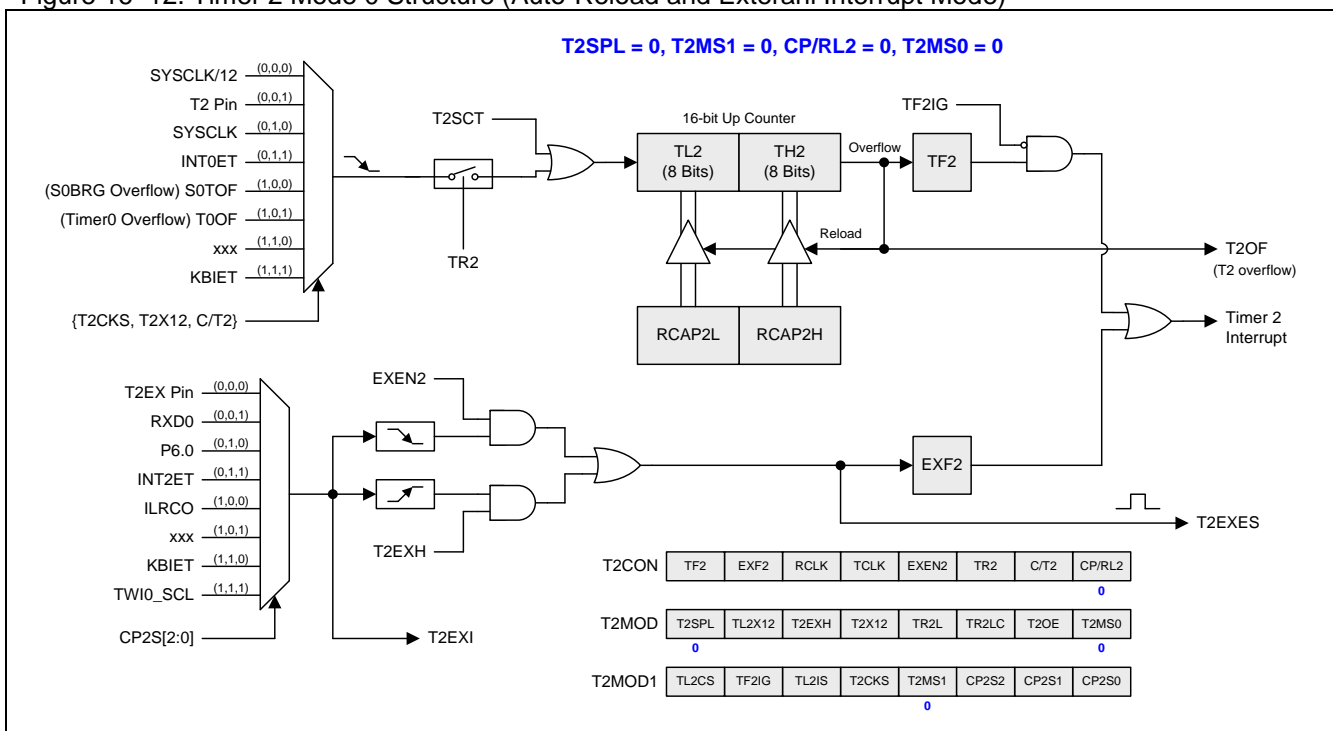 Figure 16–12. Timer 2 Mode 0 Structure (Auto-Reload and Exteranl Interrupt Mode)
T2SPL = 0, T2MS1 = 0, CP/RL2 = 0, T2MS0 = 0
SYSCLK/12 (0,0,0)
T2 Pin (0,0,1)
SYSCLK (0,1,0)
INT0ET (0,1,1)
(S0BRG Overflow) S0TOF (1,0,0)
(Timer0 Overflow) T0OF (1,0,1)
xxx (1,1,0)
KBIET (1,1,1)
{T2CKS, T2X12, C/T2}
TR2
T2SCT
16-bit Up Counter
TL2 (8 Bits)
TH2 (8 Bits)
Overflow
TF2
TF2IG
Reload
RCAP2L
RCAP2H
T2OF
(T2 overflow)
Timer 2
Interrupt
T2EX Pin (0,0,0)
RXD0 (0,0,1)
P6.0 (0,1,0)
INT2ET (0,1,1)
ILRCO (1,0,0)
xxx (1,0,1)
KBIET (1,1,0)
TWI0_SCL (1,1,1)
CP2S[2:0]
EXEN2
T2EXH
T2EXI
EXF2
T2EXES
T2CON TF2 EXF2 RCLK TCLK EXEN2 TR2 C/T2 CP/RL2
0
T2MOD T2SPL TL2X12 T2EXH T2X12 TR2L TR2LC T2OE T2MS0
0 0
T2MOD1 TL2CS TF2IG TL2IS T2CKS T2MS1 CP2S2 CP2S1 CP2S0
0